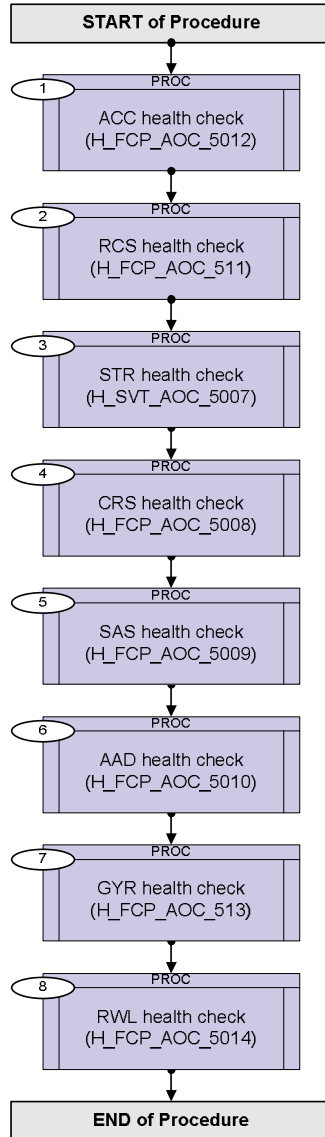 START of Procedure
1
PROC
ACC health check
(H_FCP_AOC_5012)
2
PROC
RCS health check
(H_FCP_AOC_511)
3
PROC
STR health check
(H_SVT_AOC_5007)
4
PROC
CRS health check
(H_FCP_AOC_5008)
5
PROC
SAS health check
(H_FCP_AOC_5009)
6
PROC
AAD health check
(H_FCP_AOC_5010)
7
PROC
GYR health check
(H_FCP_AOC_513)
8
PROC
RWL health check
(H_FCP_AOC_5014)
END of Procedure